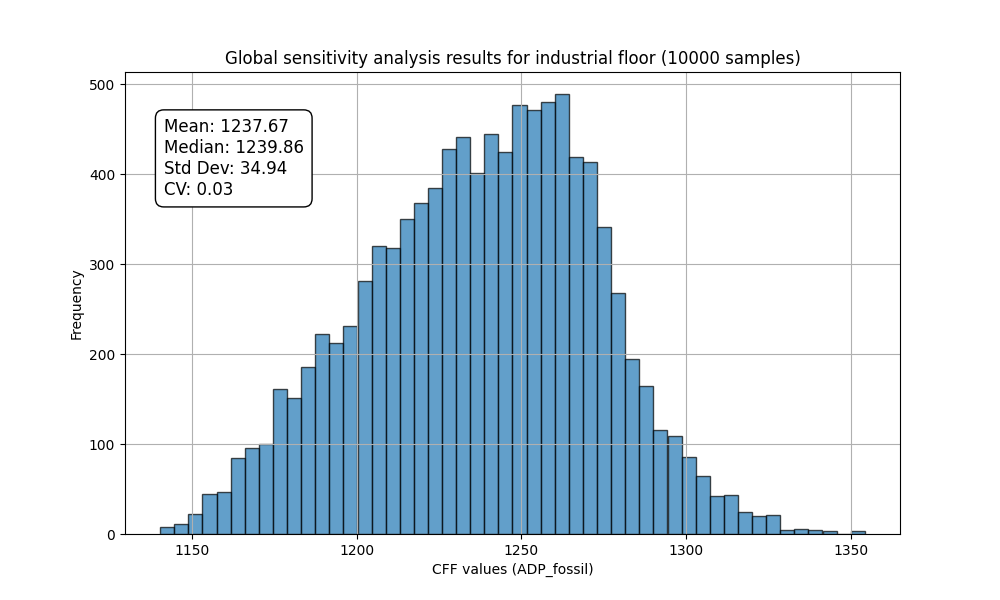 Global sensitivity analysis results for industrial floor (10000 samples)
500
400
300
200
100
0
Frequency
Mean: 1237.67
Median: 1239.86
Std Dev: 34.94
CV: 0.03
1150 1200 1250 1300 1350
CFF values (ADP_fossil)